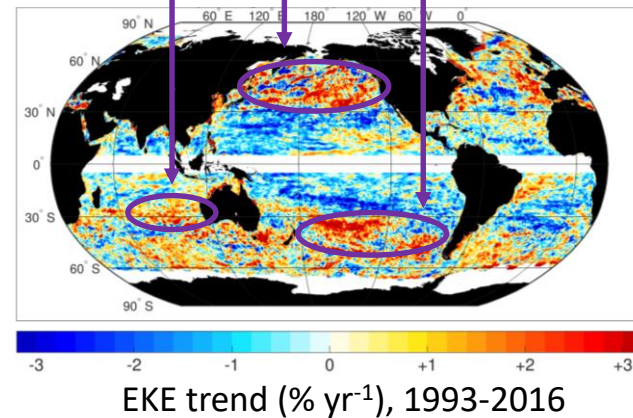 60° E 120° E 180° 120° W 60° W 0°
90° N
60° N
30° N
0°
30° S
60° S
90° S
-3 -2 -1 0 +1 +2 +3
EKE trend (% yr-1), 1993-2016